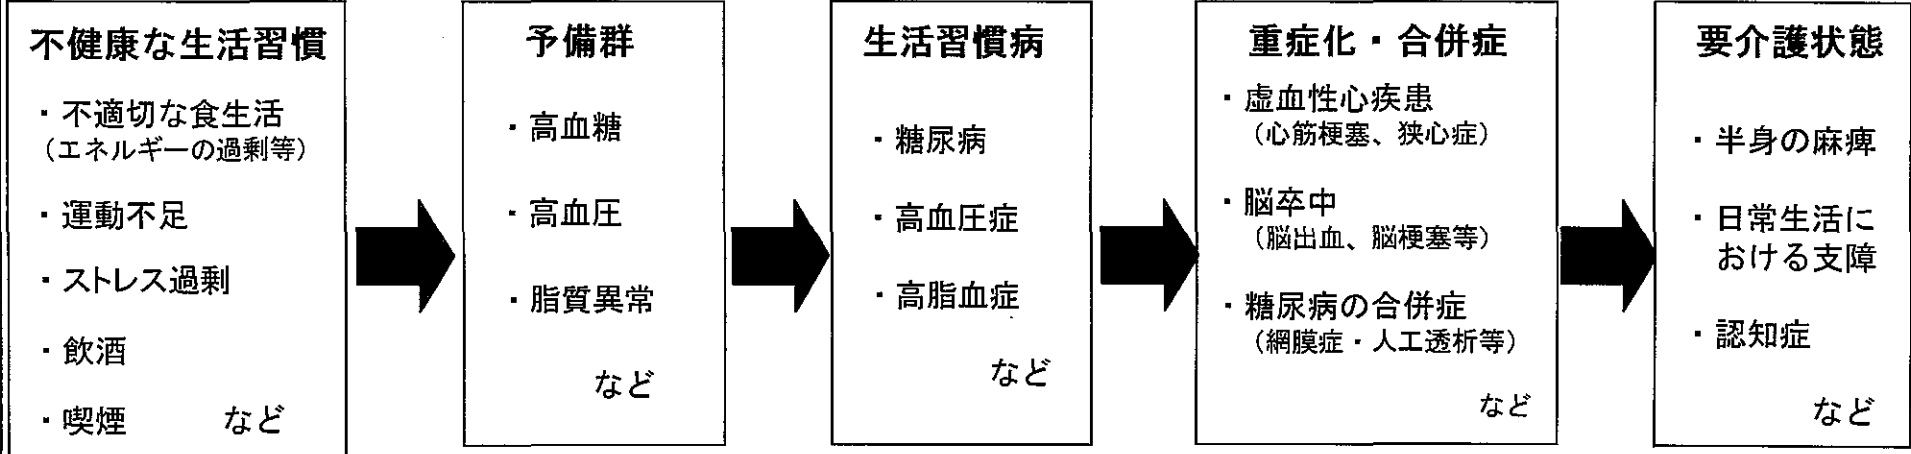 不健康な生活習慣
・不適切な食生活
（エネルギーの過剰等）
・運動不足
・ストレス過剰
・飲酒
・喫煙　など
予備群
・高血糖
・高血圧
・脂質異常
など
生活習慣病
・糖尿病
・高血圧症
・高脂血症
など
重症化・合併症
・虚血性心疾患
（心筋梗塞、狭心症）
・脳卒中
（脳出血、脳梗塞等）
・糖尿病の合併症
（網膜症・人工透析等）
など
要介護状態
・半身の麻痺
・日常生活に
おける支障
・認知症
など